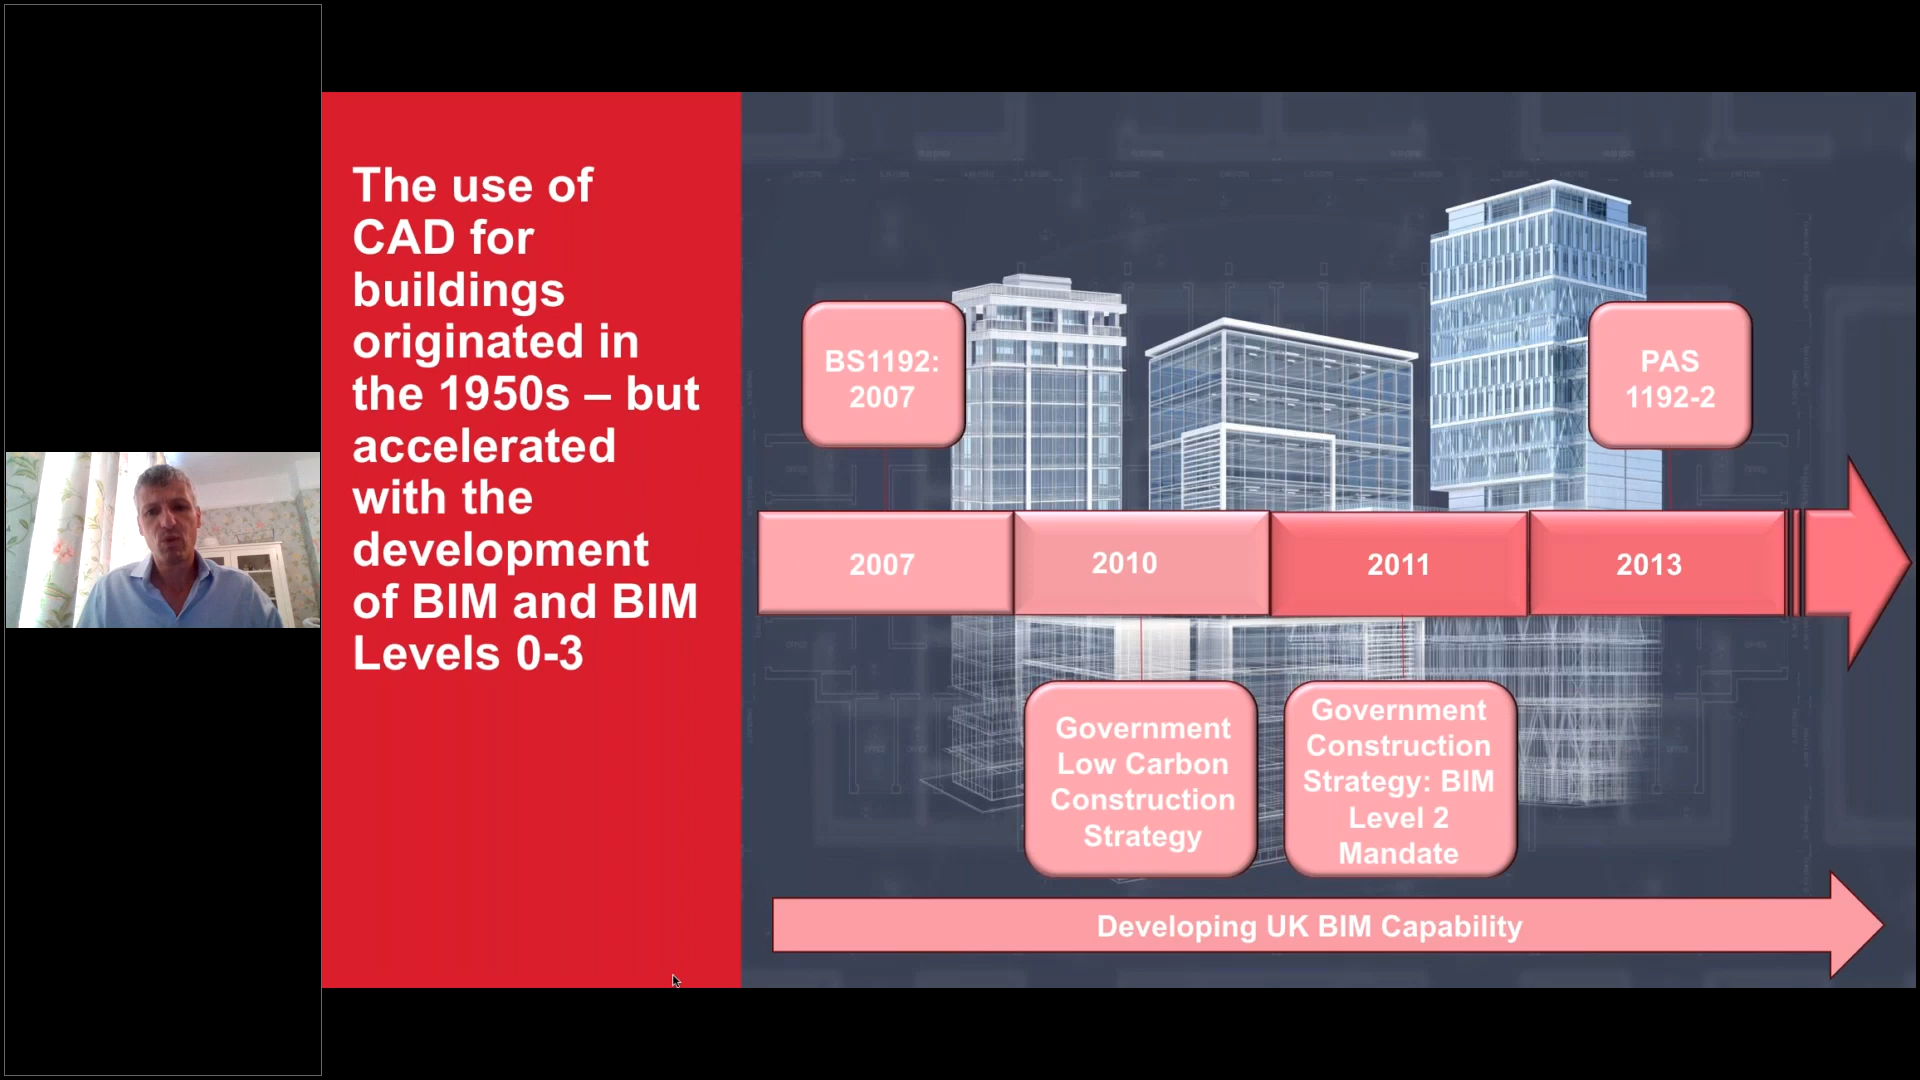 The use of
CAD for
buildings
originated in
the 1950s – but
accelerated
with the
development
of BIM and BIM
Levels 0-3
BS1192:
2007
PAS
1192-2
2007
2010
2011
2013
Government
Low Carbon
Construction
Strategy
Government
Construction
Strategy: BIM
Level 2
Mandate
Developing UK BIM Capability